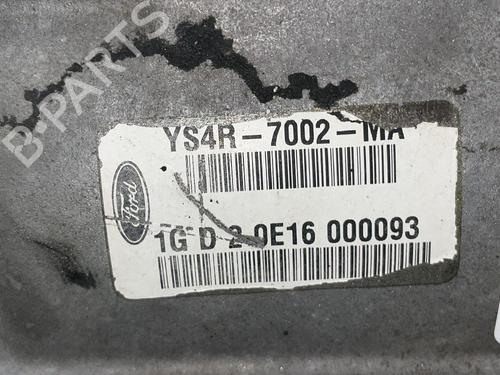 B-PARTS
YS4R-7002-MA
Ford
1G D 2 0E16 000093